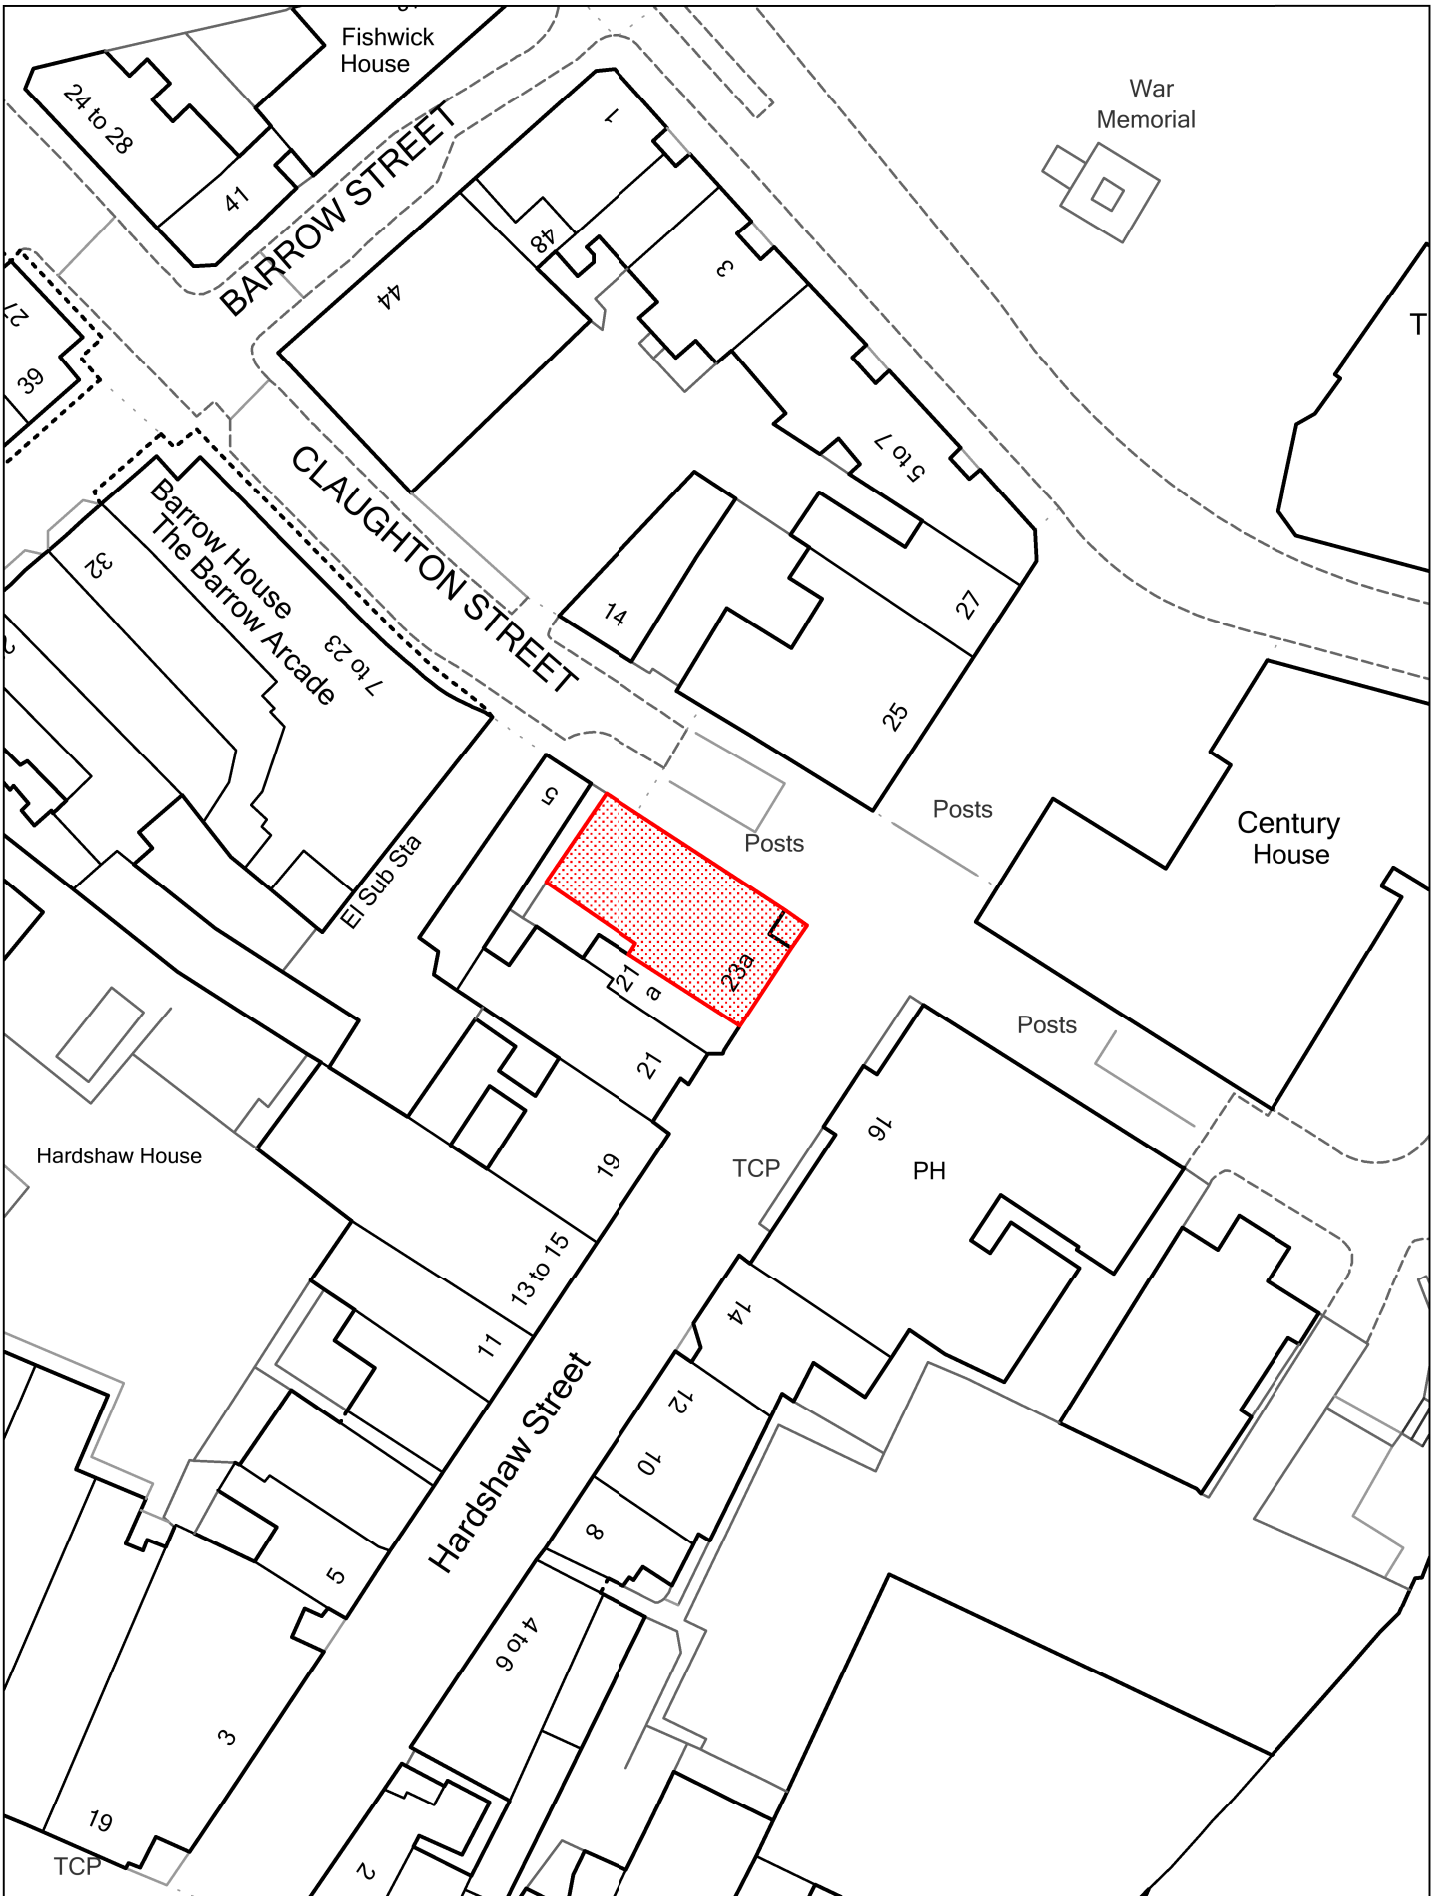 Fishwick
House
24 to 28
41
BARROW STREET
1
War
Memorial
48
3
44
27
39
T
5 to 7
CLAUGHTON STREET
Barrow House
The Barrow Arcade
7 to 23
32
14
27
25
5
El Sub Sta
Posts
Posts
Century
House
23a
21
a
21
Posts
16
PH
TCP
Hardshaw House
19
13 to 15
11
14
12
10
Hardshaw Street
8
5
4 to 6
3
19
TCP
2